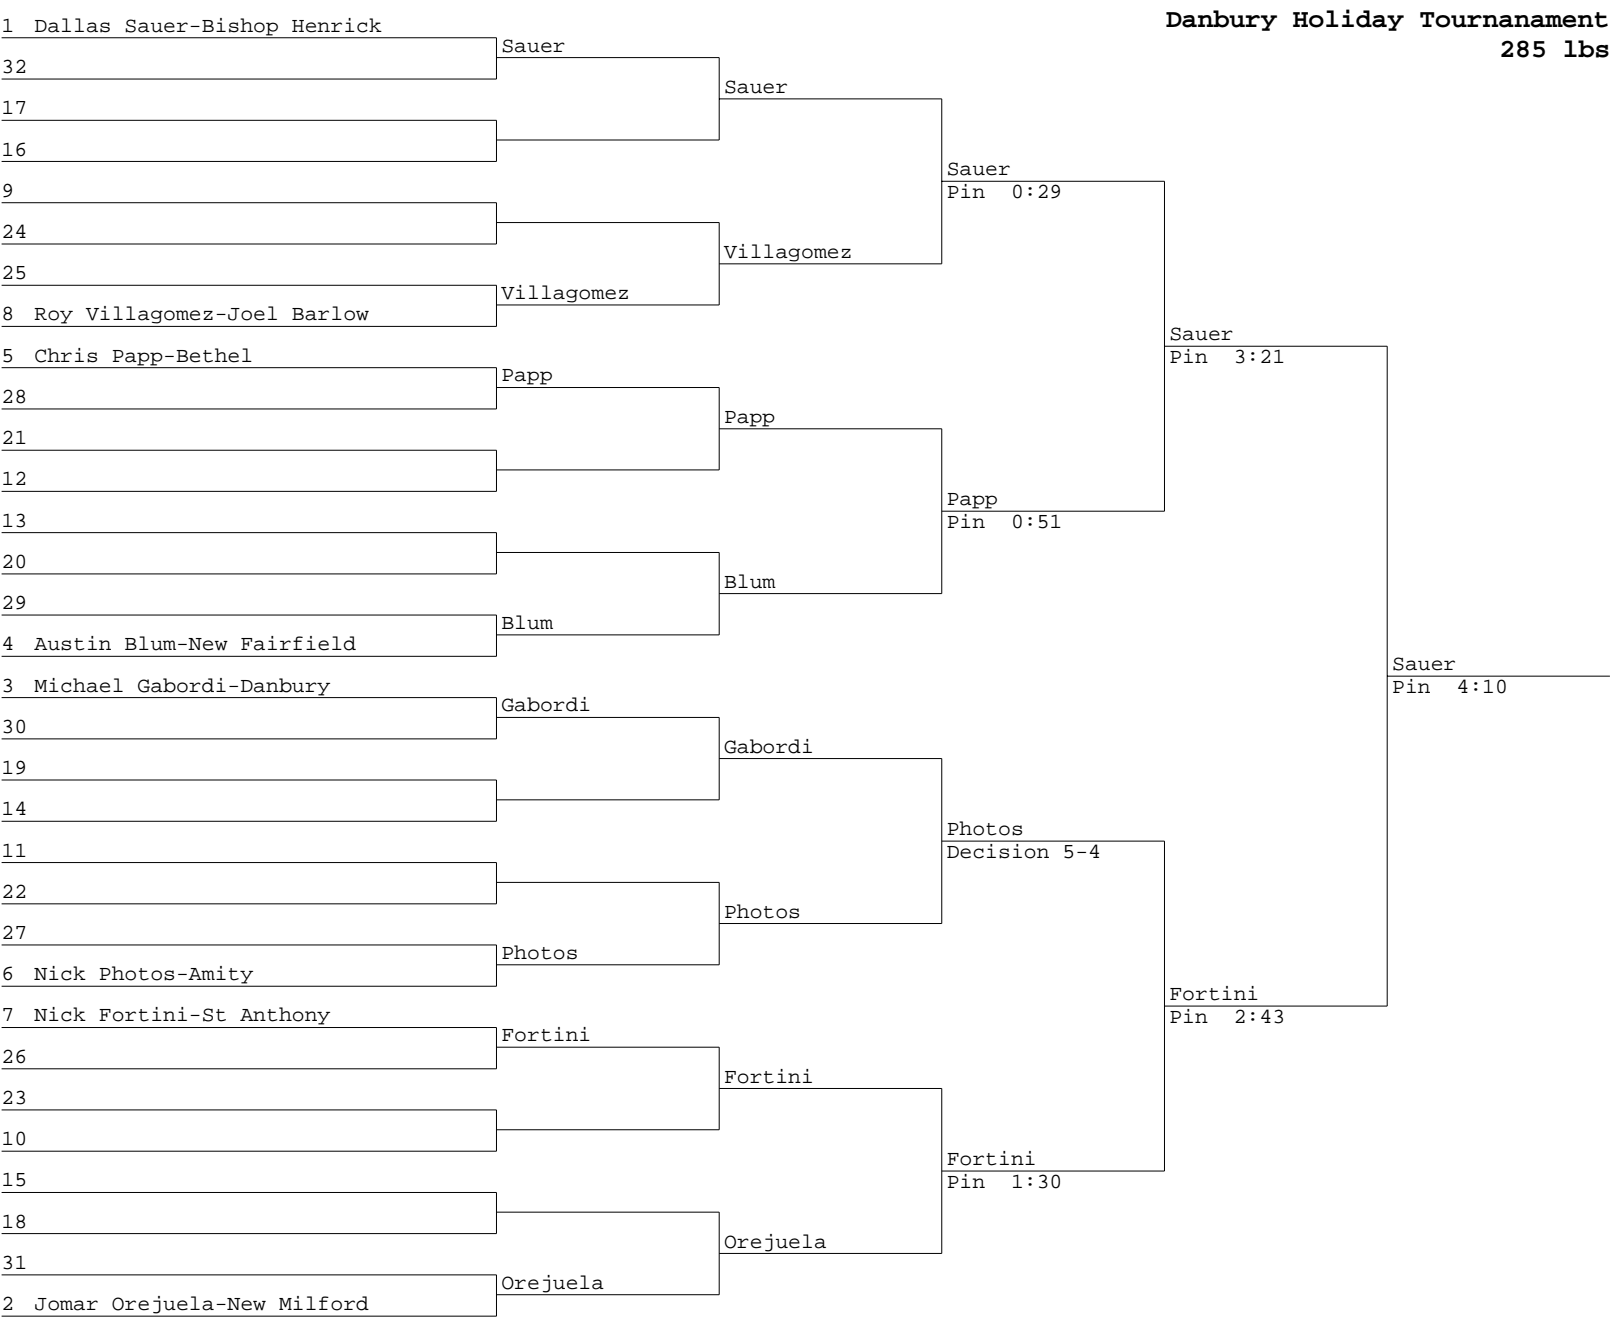 Danbury Holiday Tournanament
285 lbs
1 Dallas Sauer-Bishop Henrick
32
17
16
9
24
25
8 Roy Villagomez-Joel Barlow
5 Chris Papp-Bethel
28
21
12
13
20
29
4 Austin Blum-New Fairfield
3 Michael Gabordi-Danbury
30
19
14
11
22
27
6 Nick Photos-Amity
7 Nick Fortini-St Anthony
26
23
10
15
18
31
2 Jomar Orejuela-New Milford
Sauer
Villagomez
Papp
Blum
Gabordi
Photos
Fortini
Orejuela
Sauer
Villagomez
Papp
Blum
Gabordi
Photos
Fortini
Orejuela
Sauer
Pin 0:29
Papp
Pin 0:51
Photos
Decision 5-4
Fortini
Pin 1:30
Sauer
Pin 3:21
Fortini
Pin 2:43
Sauer
Pin 4:10